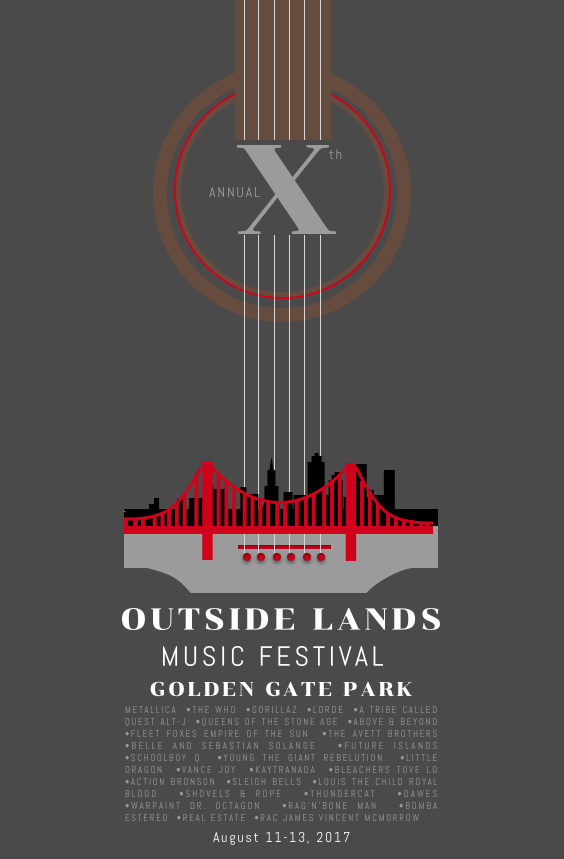 X th
ANNUAL
OUTSIDE LANDS
MUSIC FESTIVAL
GOLDEN GATE PARK
METALLICA •THE WHO •GORILLAZ •LORDE •A TRIBE CALLED
QUEST ALT-J •QUEENS OF THE STONE AGE •ABOVE & BEYOND
•FLEET FOXES EMPIRE OF THE SUN •THE AVETT BROTHERS
•BELLE AND SEBASTIAN SOLANGE •FUTURE ISLANDS
•SCHOOLBOY Q •YOUNG THE GIANT REBELUTION •LITTLE
DRAGON •VANCE JOY •KAYTRANADA •BLEACHERS TOVE LO
•ACTION BRONSON •SLEIGH BELLS •LOUIS THE CHILD ROYAL
BLOOD •SHOVELS & ROPE •THUNDERCAT •DAWES
•WARPAINT DR. OCTAGON •RAG'N'BONE MAN •BOMBA
ESTEREO •REAL ESTATE •RAC JAMES VINCENT MCMORROW
August 11-13, 2017